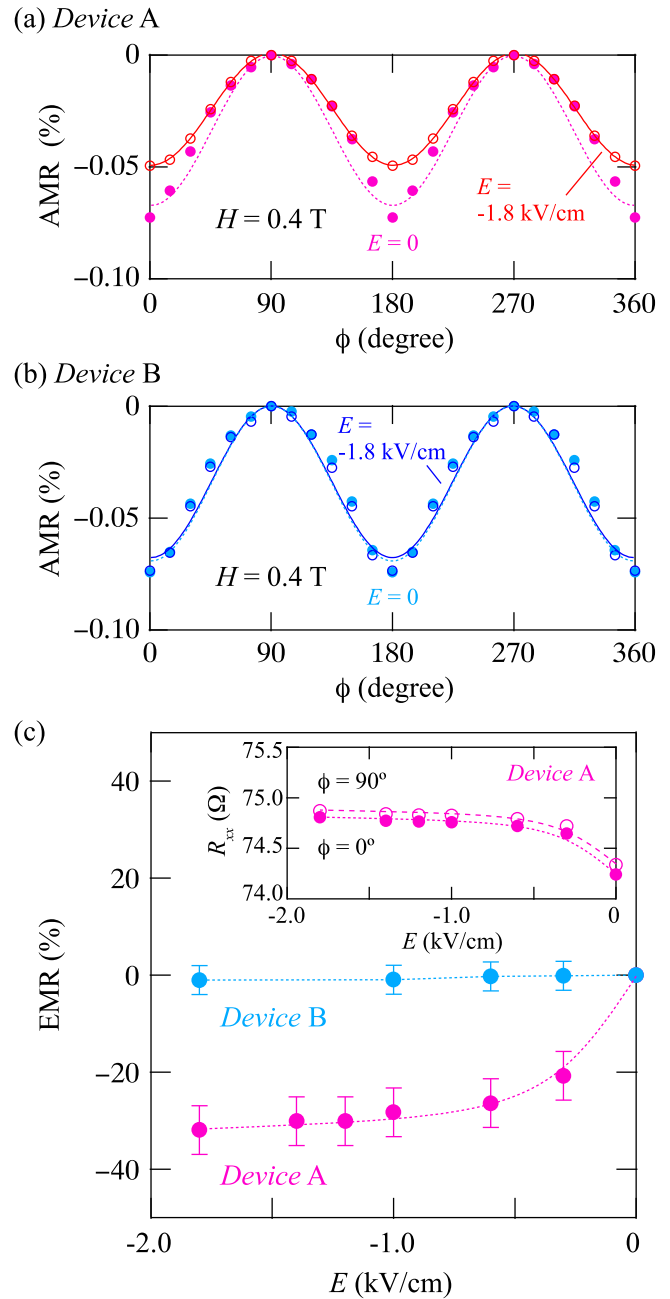 (a) Device A
0
−0.05
−0.10
AMR (%)
H = 0.4 T
E = 0
E =
-1.8 kV/cm
0
90
180
270
360
ϕ (degree)
(b) Device B
0
−0.05
−0.10
AMR (%)
E =
-1.8 kV/cm
H = 0.4 T
E = 0
0
90
180
270
360
ϕ (degree)
(c)
40
20
0
−20
−40
EMR (%)
75.5
75.0
74.5
74.0
Rxx (Ω)
ϕ = 90º
Device A
ϕ = 0º
-2.0
-1.0
0
E (kV/cm)
Device B
Device A
-2.0
-1.0
0
E (kV/cm)